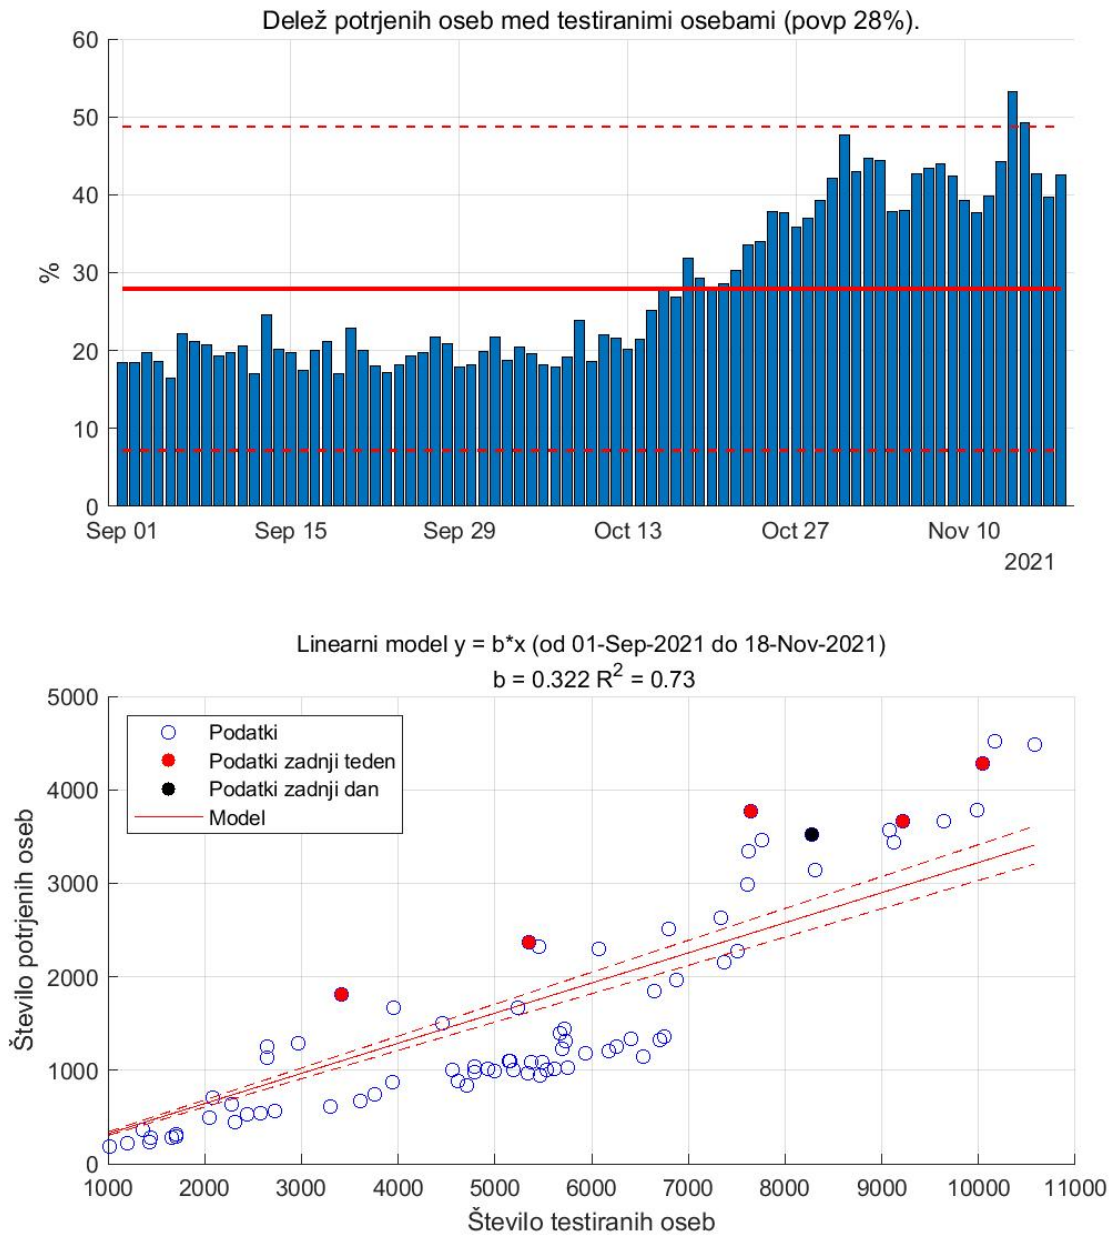 Delež potrjenih oseb med testiranimi osebami (povp 28%).
60
50
40
30
20
10
0
%
Sep 01 Sep 15 Sep 29 Oct 13 Oct 27 Nov 10
2021
Linearni model y = b*x (od 01-Sep-2021 do 18-Nov-2021)
b = 0.322 R² = 0.73
5000
4000
3000
2000
1000
0
Število potrjenih oseb
Podatki
Podatki zadnji teden
Podatki zadnji dan
Model
1000 2000 3000 4000 5000 6000 7000 8000 9000 10000 11000
Število testiranih oseb